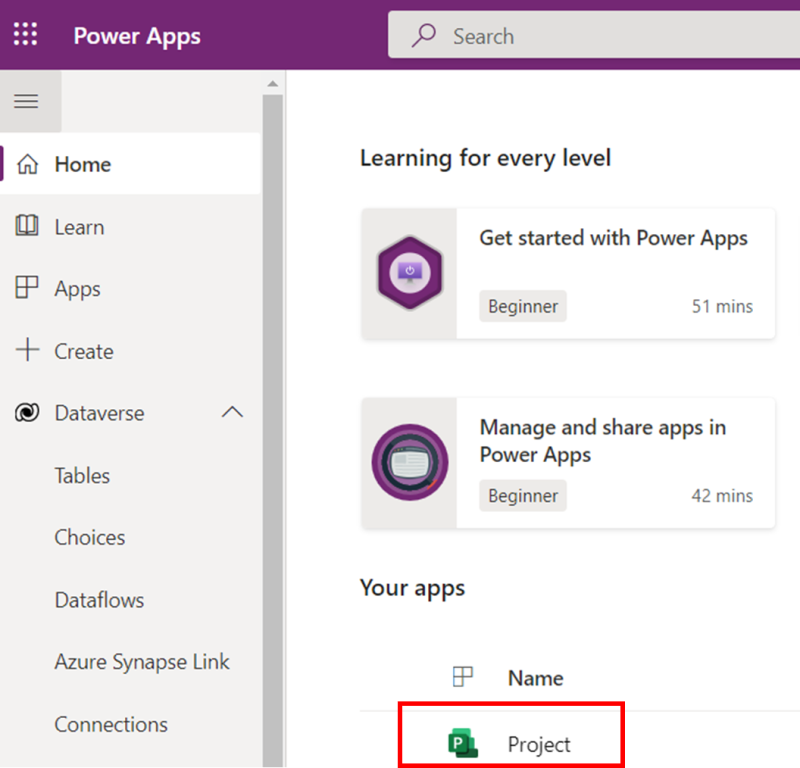 Power Apps
Search
Home
Learn
Apps
Create
Dataverse
Tables
Choices
Dataflows
Azure Synapse Link
Connections
Learning for every level
Get started with Power Apps
Beginner 51 mins
Manage and share apps in
Power Apps
Beginner 42 mins
Your apps
Name
P Project